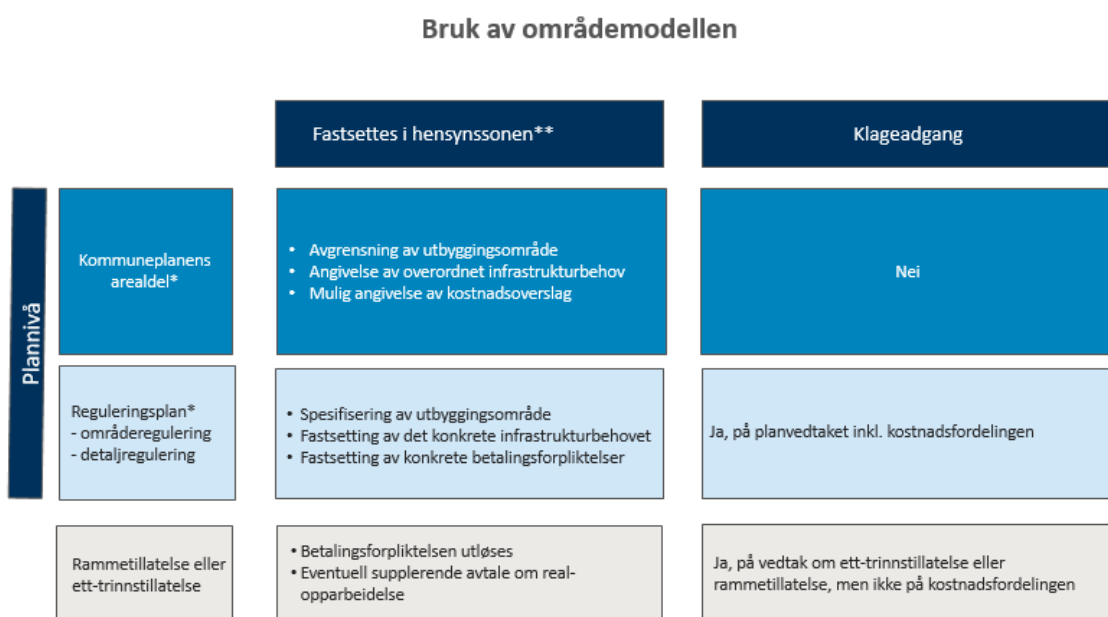 Bruk av områdemodellen
Fastsettes i hensynssonen**
Klageadgang
Plannivå
Kommuneplanens
arealdel*
• Avgrensning av utbyggingsområde
• Angivelse av overordnet infrastrukturbehov
• Mulig angivelse av kostnadsoverslag
Nei
Reguleringsplan*
- områderegulering
- detaljregulering
• Spesifisering av utbyggingsområde
• Fastsetting av det konkrete infrastrukturbehovet
• Fastsetting av konkrete betalingsforpliktelser
Ja, på planvedtaket inkl. kostnadsfordelingen
Rammetillatelse eller
ett-trinnstillatelse
• Betalingsforpliktelsen utløses
• Eventuell supplerende avtale om real-
opparbeidelse
Ja, på vedtak om ett-trinnstillatelse eller
rammetillatelse, men ikke på kostnadsfordelingen